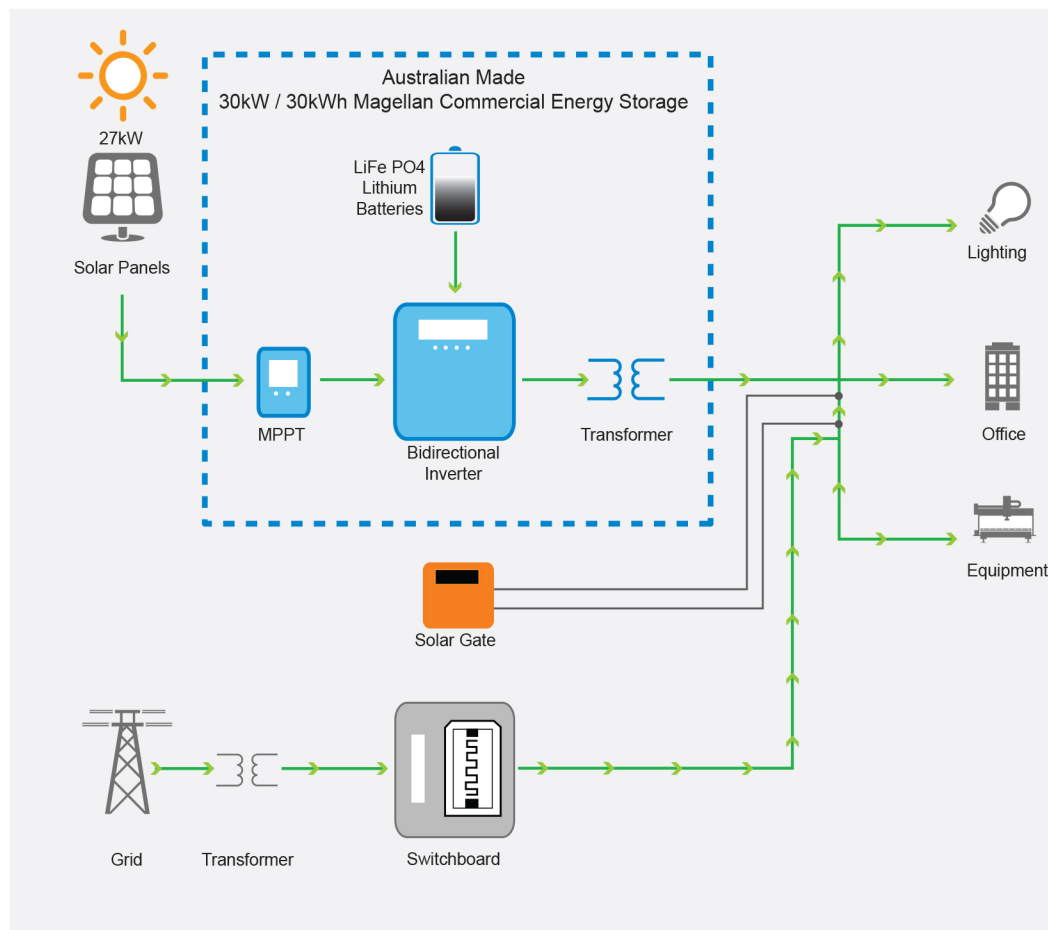 Australian Made
30kW / 30kWh Magellan Commercial Energy Storage
27kW
Solar Panels
LiFe PO4
Lithium
Batteries
MPPT
Bidirectional
Inverter
Transformer
Lighting
Office
Equipment
Solar Gate
Grid
Transformer
Switchboard